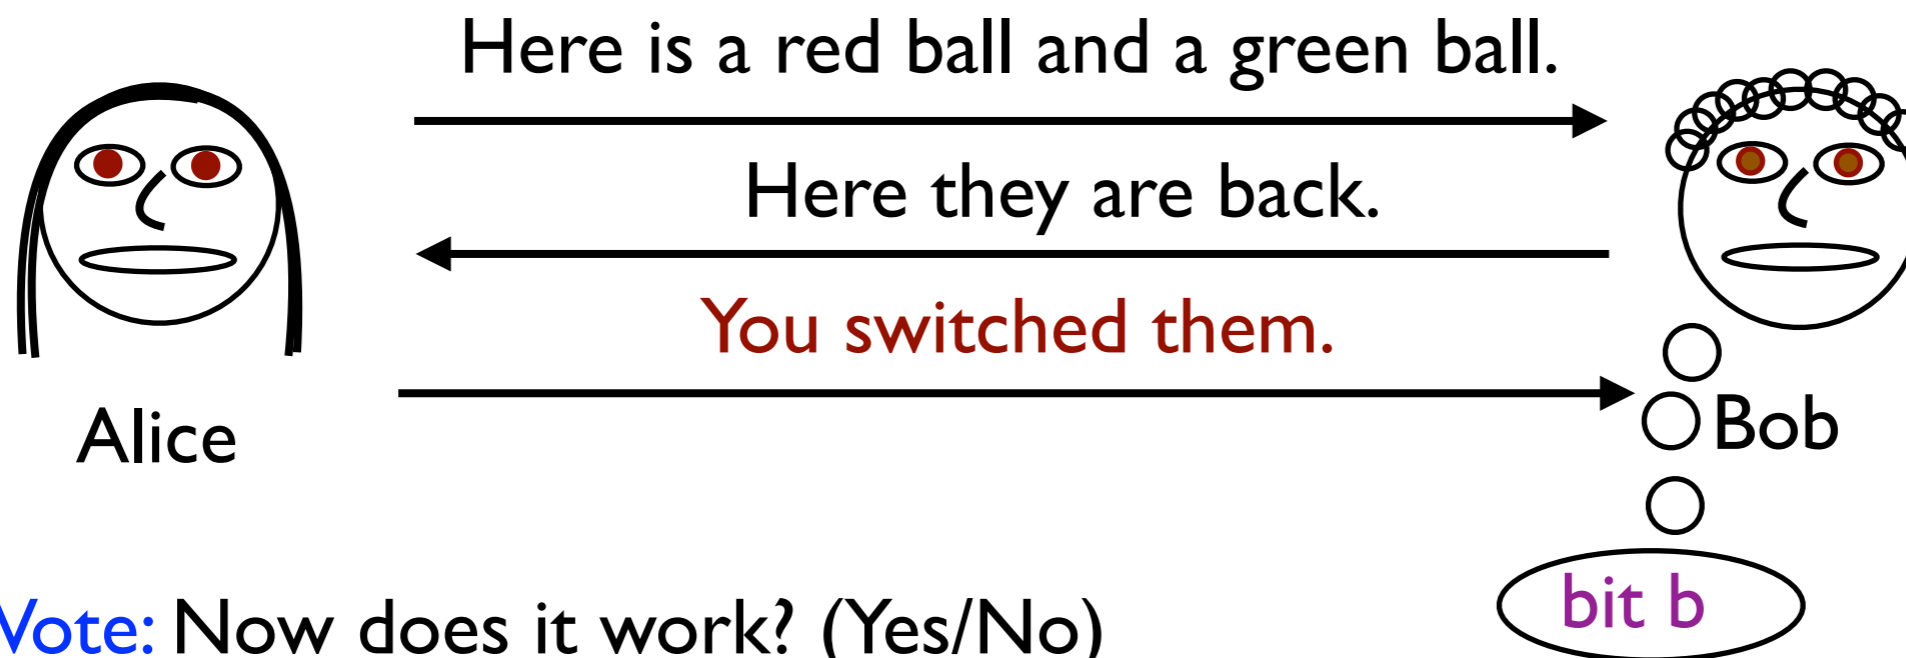 Here is a red ball and a green ball.
Here they are back.
You switched them.
Alice
Bob
bit b
Vote: Now does it work? (Yes/No)